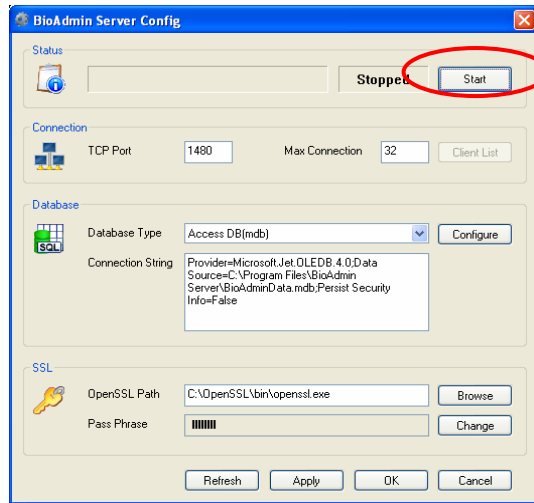 BioAdmin Server Config
Status
Stopped
Start
Connection
TCP Port 1480 Max Connection 32 Client List
Database
SQL
Database Type Access DB(mdb) Configure
Connection String Provider=Microsoft.Jet.OLEDB.4.0;Data
Source=C:\Program Files\BioAdmin
Server\BioAdminData.mdb;Persist Security
Info=False
SSL
OpenSSL Path C:\OpenSSL\bin\openssl.exe Browse
Pass Phrase Change
Refresh Apply OK Cancel